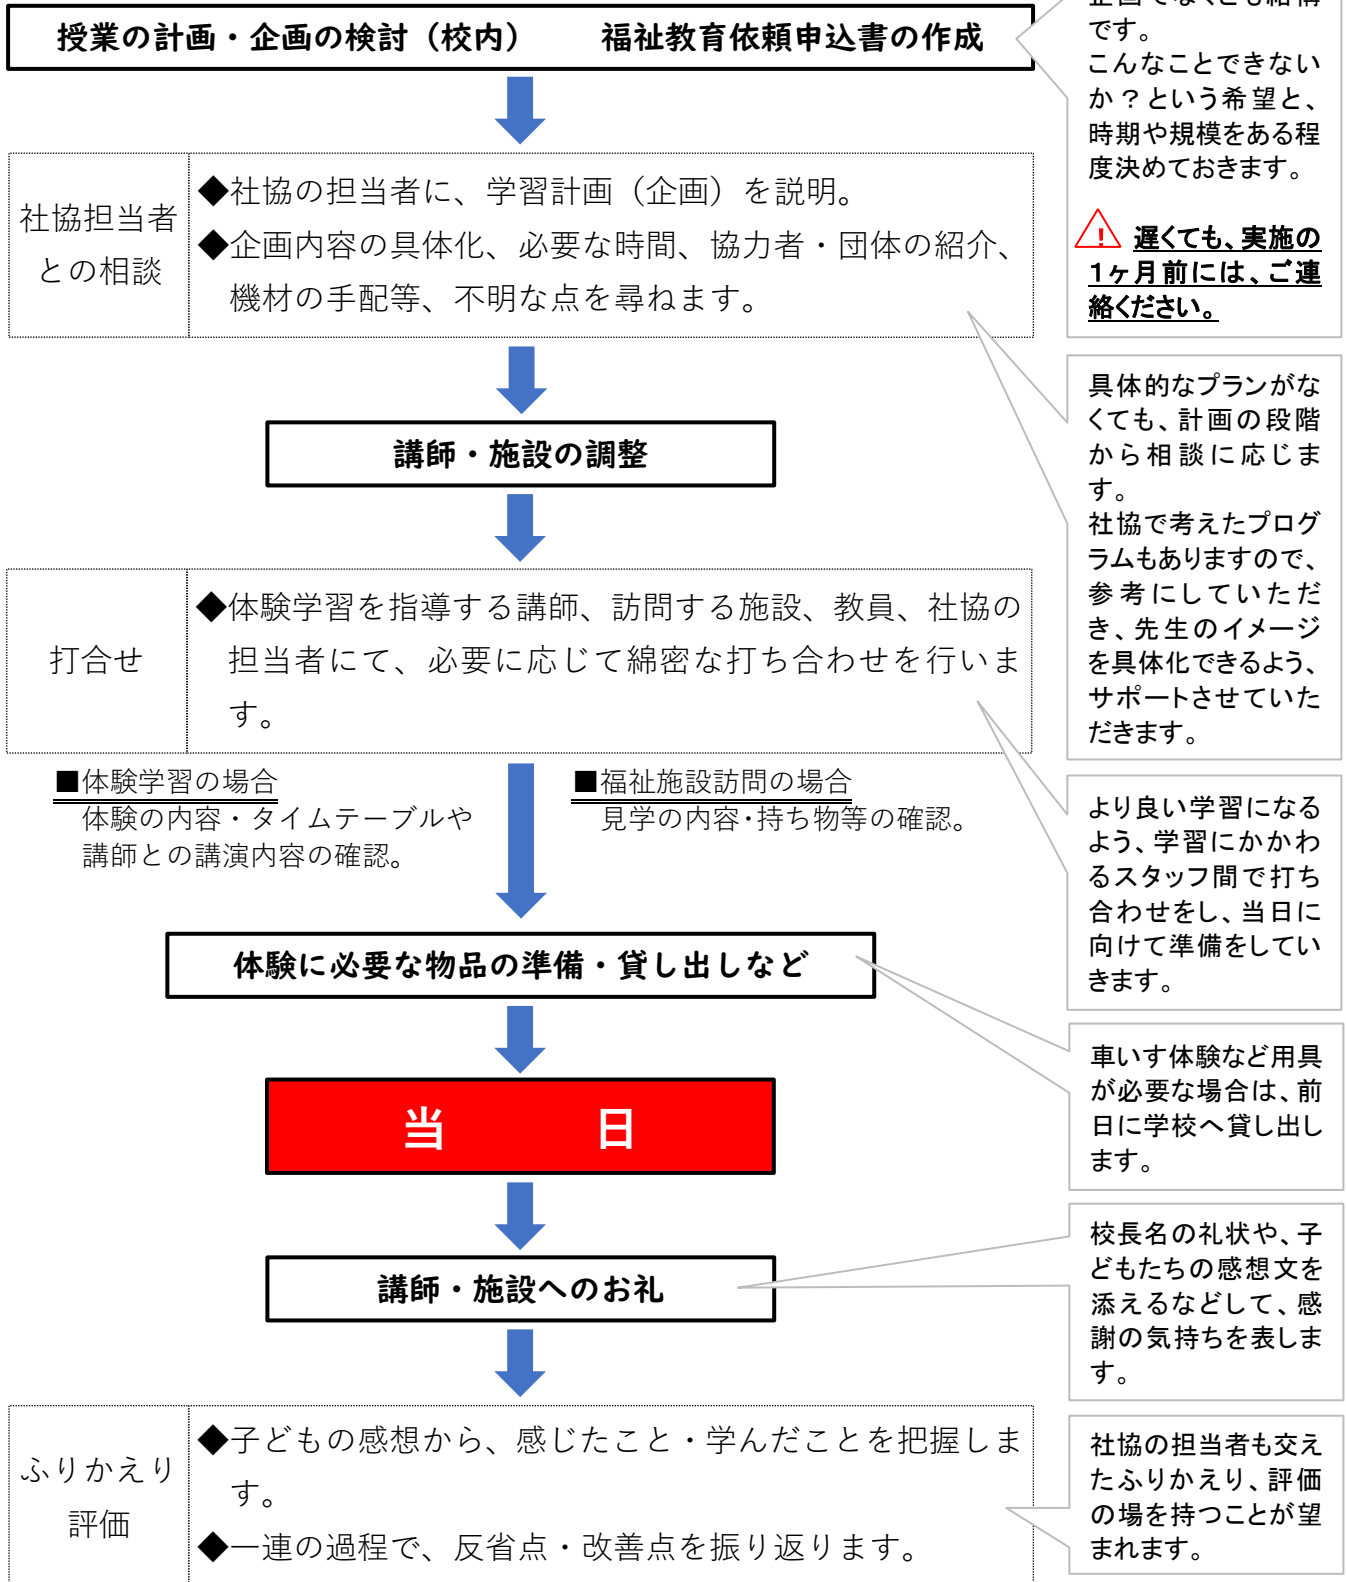 授業の計画・企画の検討（校内）　　福祉教育依頼申込書の作成
企画でなくとも結構
です。
こんなことできない
か？という希望と、
時期や規模をある程
度決めておきます。
遅くても、実施の
1ヶ月前には、ご連
絡ください。
社協担当者
との相談
◆社協の担当者に、学習計画（企画）を説明。
◆企画内容の具体化、必要な時間、協力者・団体の紹介、
機材の手配等、不明な点を尋ねます。
具体的なプランがな
くても、計画の段階
から相談に応じま
す。
社協で考えたプログ
ラムもありますので、
参考にしていただ
き、先生のイメージ
を具体化できるよう、
サポートさせていた
だきます。
講師・施設の調整
打合せ
◆体験学習を指導する講師、訪問する施設、教員、社協の
担当者にて、必要に応じて綿密な打ち合わせを行いま
す。
より良い学習になる
よう、学習にかかわ
るスタッフ間で打ち
合わせをし、当日に
向けて準備をしてい
きます。
■体験学習の場合
体験の内容・タイムテーブルや
講師との講演内容の確認。
■福祉施設訪問の場合
見学の内容・持ち物等の確認。
体験に必要な物品の準備・貸し出しなど
車いす体験など用具
が必要な場合は、前
日に学校へ貸し出し
ます。
当　　日
講師・施設へのお礼
校長名の礼状や、子
どもたちの感想文を
添えるなどして、感
謝の気持ちを表しま
す。
ふりかえり
評価
◆子どもの感想から、感じたこと・学んだことを把握しま
す。
◆一連の過程で、反省点・改善点を振り返ります。
社協の担当者も交え
たふりかえり、評価
の場を持つことが望
まれます。